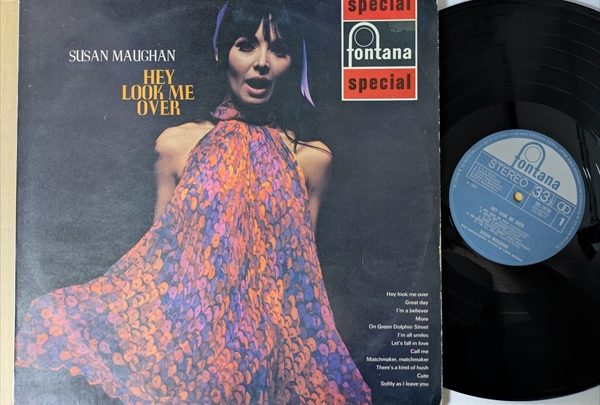 SUSAN MAUGHAN
HEY
LOOK ME
OVER
special
fontana
special
Hey look me over
Great day
I'm a believer
More
On Green Dolphin Street
I'm all smiles
Let's fall in love
Call me
Matchmaker, matchmaker
There's a kind of hush
Cute
Softly as I leave you
fontana
STEREO
33
1
HEY LOOK ME OVER
SUSAN MAUGHAN